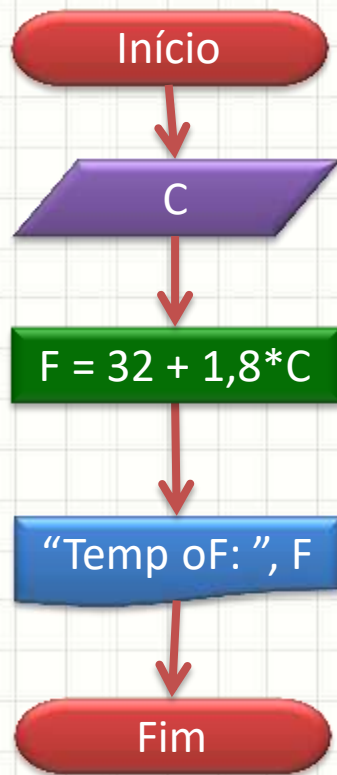 Início
C
F = 32 + 1,8*C
“Temp oF: ”, F
Fim